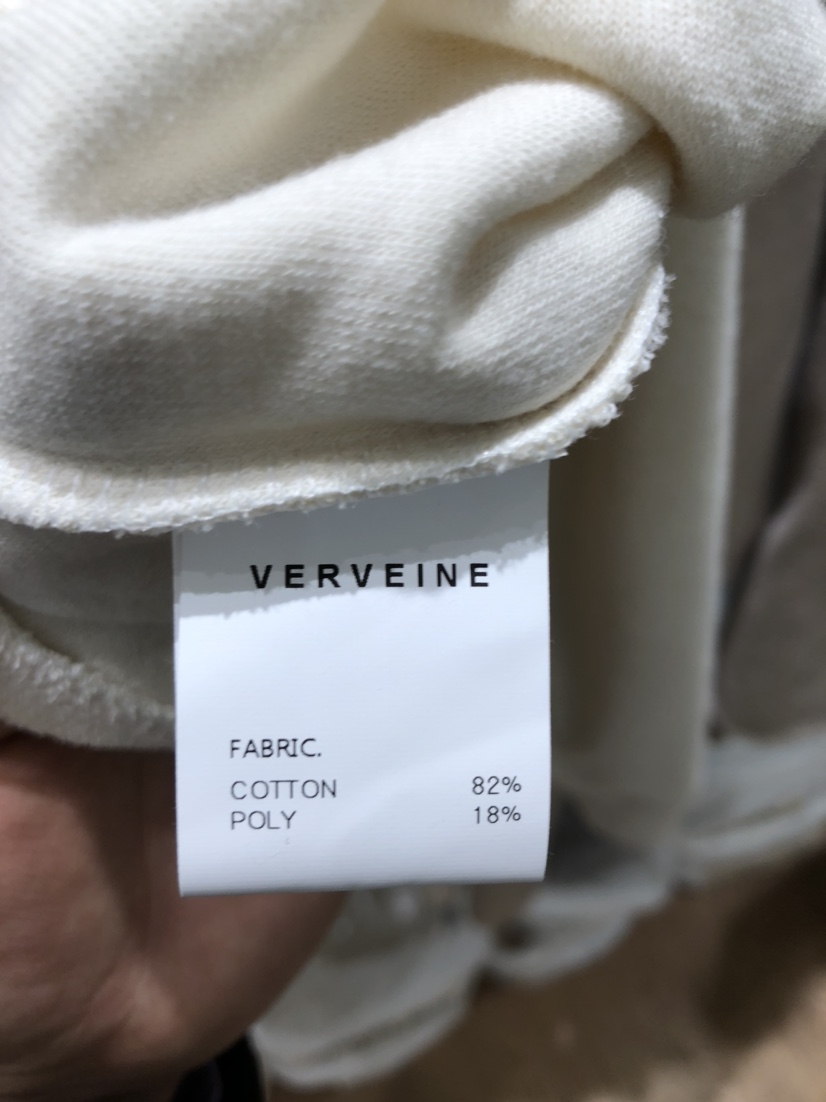 VERVEINE
FABRIC.
COTTON 82%
POLY 18%